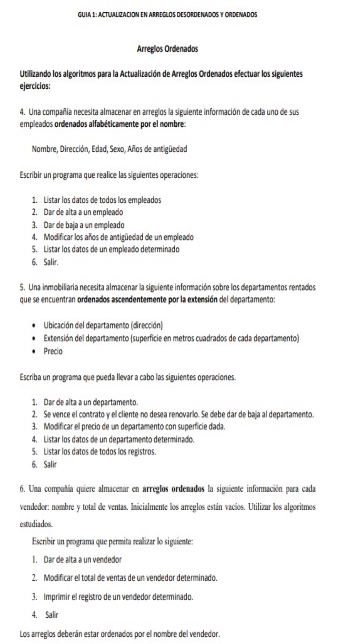 GUIA 1: ACTUALIZACION EN ARREGLOS DESORDENADOS Y ORDENADOS
Arreglos Ordenados
Utilizando los algoritmos para la Actualización de Arreglos Ordenados efectuar los siguientes
ejercicios:
4. Una compañía necesita almacenar en arreglos la siguiente información de cada uno de sus
empleados ordenados alfabéticamente por el nombre:
Nombre, Dirección, Edad, Sexo, Años de antigüedad
Escribir un programa que realice las siguientes operaciones:
1. Listar los datos de todos los empleados
2. Dar de alta a un empleado
3. Dar de baja a un empleado
4. Modificar los años de antigüedad de un empleado
5. Listar los datos de un empleado determinado
6. Salir.
5. Una inmobiliaria necesita almacenar la siguiente información sobre los departamentos rentados
que se encuentran ordenados ascendentemente por la extensión del departamento:
• Ubicación del departamento (dirección)
• Extensión del departamento (superficie en metros cuadrados de cada departamento)
• Precio
Escriba un programa que pueda llevar a cabo las siguientes operaciones.
1. Dar de alta a un departamento.
2. Se vence el contrato y el cliente no desea renovarlo. Se debe dar de baja al departamento.
3. Modificar el precio de un departamento con superficie dada.
4. Listar los datos de un departamento determinado.
5. Listar los datos de todos los registros.
6. Salir
6. Una compañía quiere almacenar en arreglos ordenados la siguiente información para cada
vendedor: nombre y total de ventas. Inicialmente los arreglos están vacíos. Utilizar los algoritmos
estudiados.
Escribir un programa que permita realizar lo siguiente:
1. Dar de alta a un vendedor
2. Modificar el total de ventas de un vendedor determinado.
3. Imprimir el registro de un vendedor determinado.
4. Salir
Los arreglos deberán estar ordenados por el nombre del vendedor.